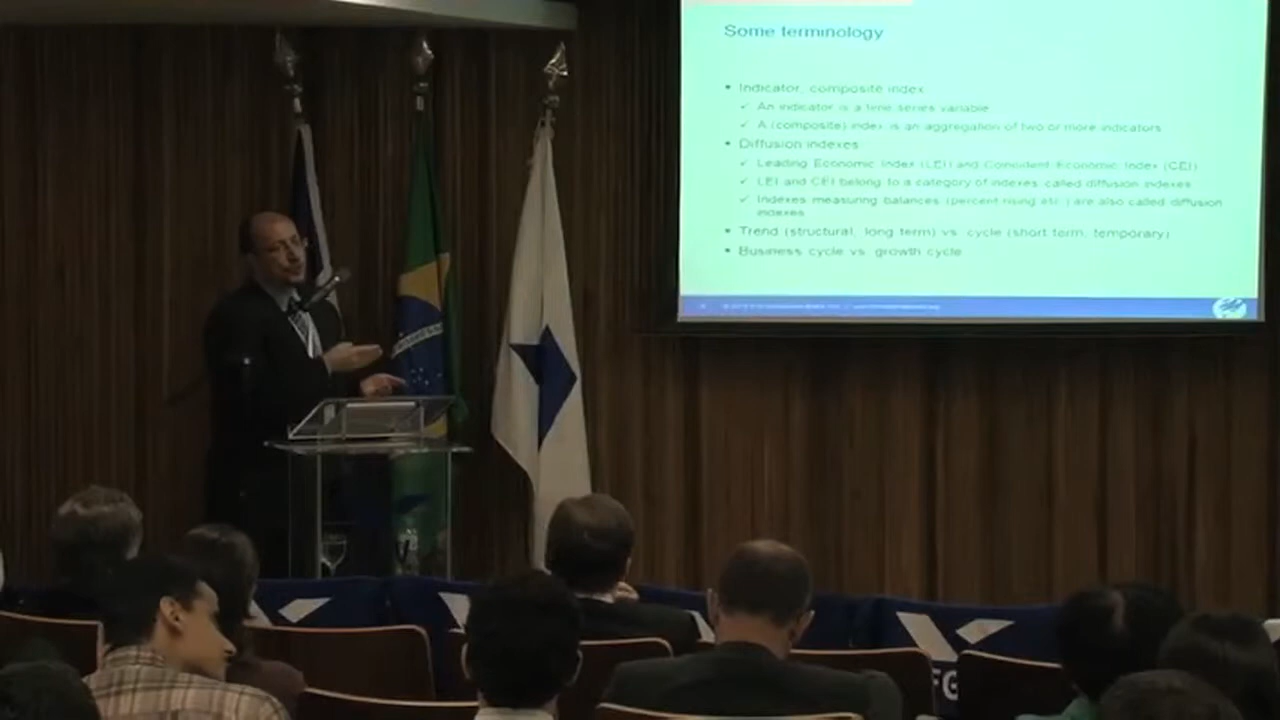 Some terminology
• Indicator, composite index
✓ An indicator is a time series variable
✓ A (composite) index is an aggregation of two or more indicators
• Diffusion indexes
✓ Leading Economic Index (LEI) and Coincident Economic Index (CEI)
✓ LEI and CEI belong to a category of indexes called diffusion indexes
✓ Indexes measuring balances (percent rising etc.) are also called diffusion
indexes
• Trend (structural, long term) vs. cycle (short term, temporary)
• Business cycle vs. growth cycle
FG